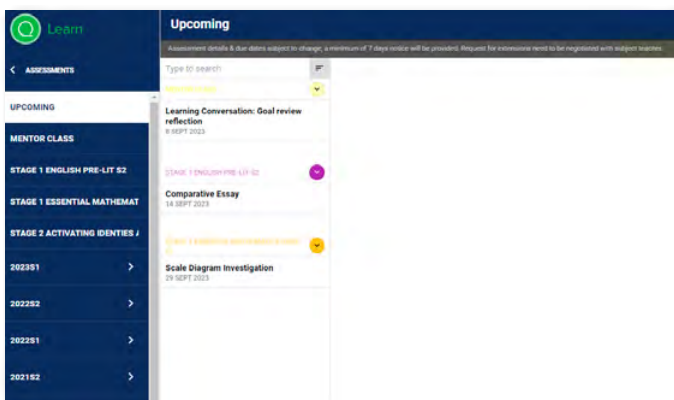 Learn
Upcoming
Assessment details & due dates subject to change, a minimum of 7 days notice will be provided. Request for extensions need to be negotiated with subject teacher.
ASSESSMENTS
Type to search
UPCOMING
Learning Conversation: Goal review
reflection
8 SEPT 2023
MENTOR CLASS
STAGE 1 ENGLISH PRE-LIT S2
STAGE 1 ENGLISH PRE-LIT S2
Comparative Essay
14 SEPT 2023
STAGE 1 ESSENTIAL MATHEMAT
STAGE 2 ACTIVATING IDENTIES A
Scale Diagram Investigation
29 SEPT 2023
2023S1
2022S2
2022S1
2021S2